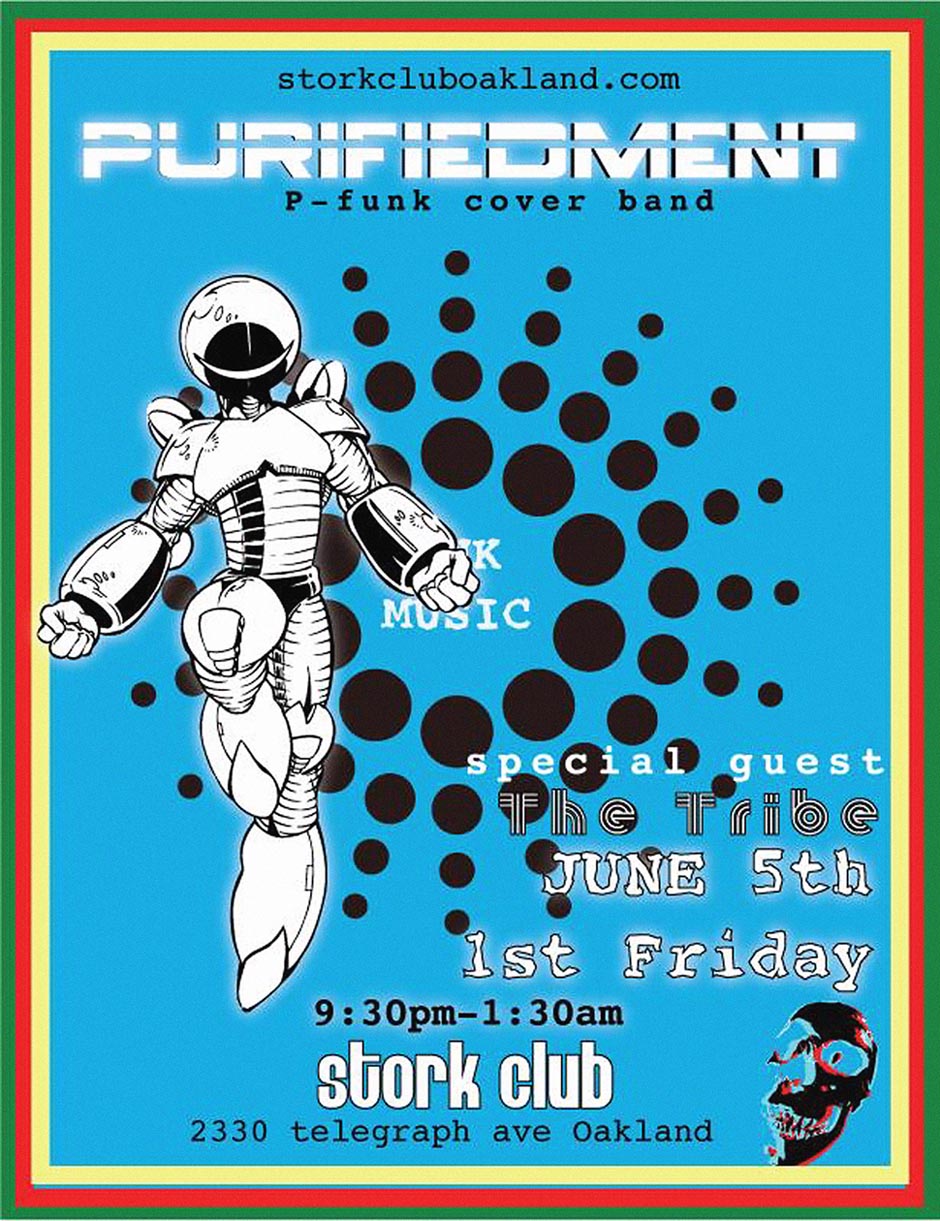 storkcluboakland.com
PURIFIEDMENT
P-funk cover band
MUSIC
special guest
The Tribe
JUNE 5th
1st Friday
9:30pm-1:30am
stork club
2330 telegraph ave Oakland